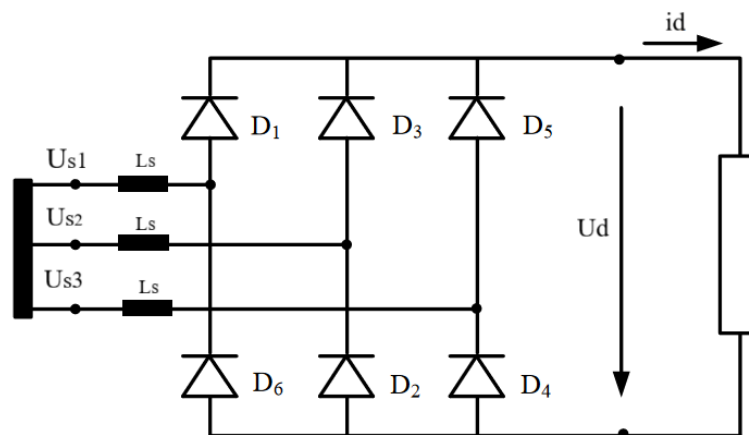 id
D₁ D₃ D₅
Us1 Ls
Us2 Ls
Ud
Us3 Ls
D₆ D₂ D₄